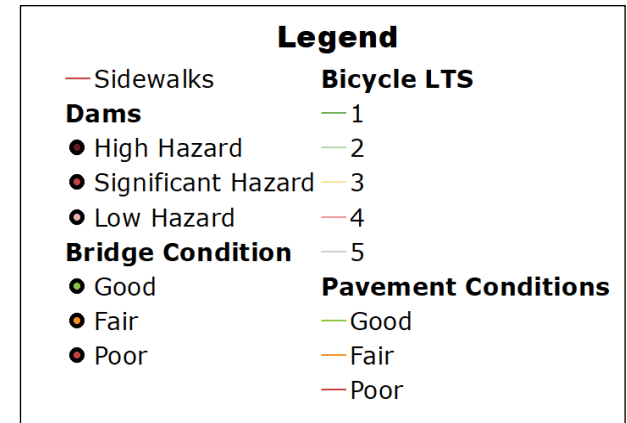 Legend
Sidewalks
Dams
High Hazard
Significant Hazard
Low Hazard
Bridge Condition
Good
Fair
Poor
Bicycle LTS
1
2
3
4
5
Pavement Conditions
Good
Fair
Poor